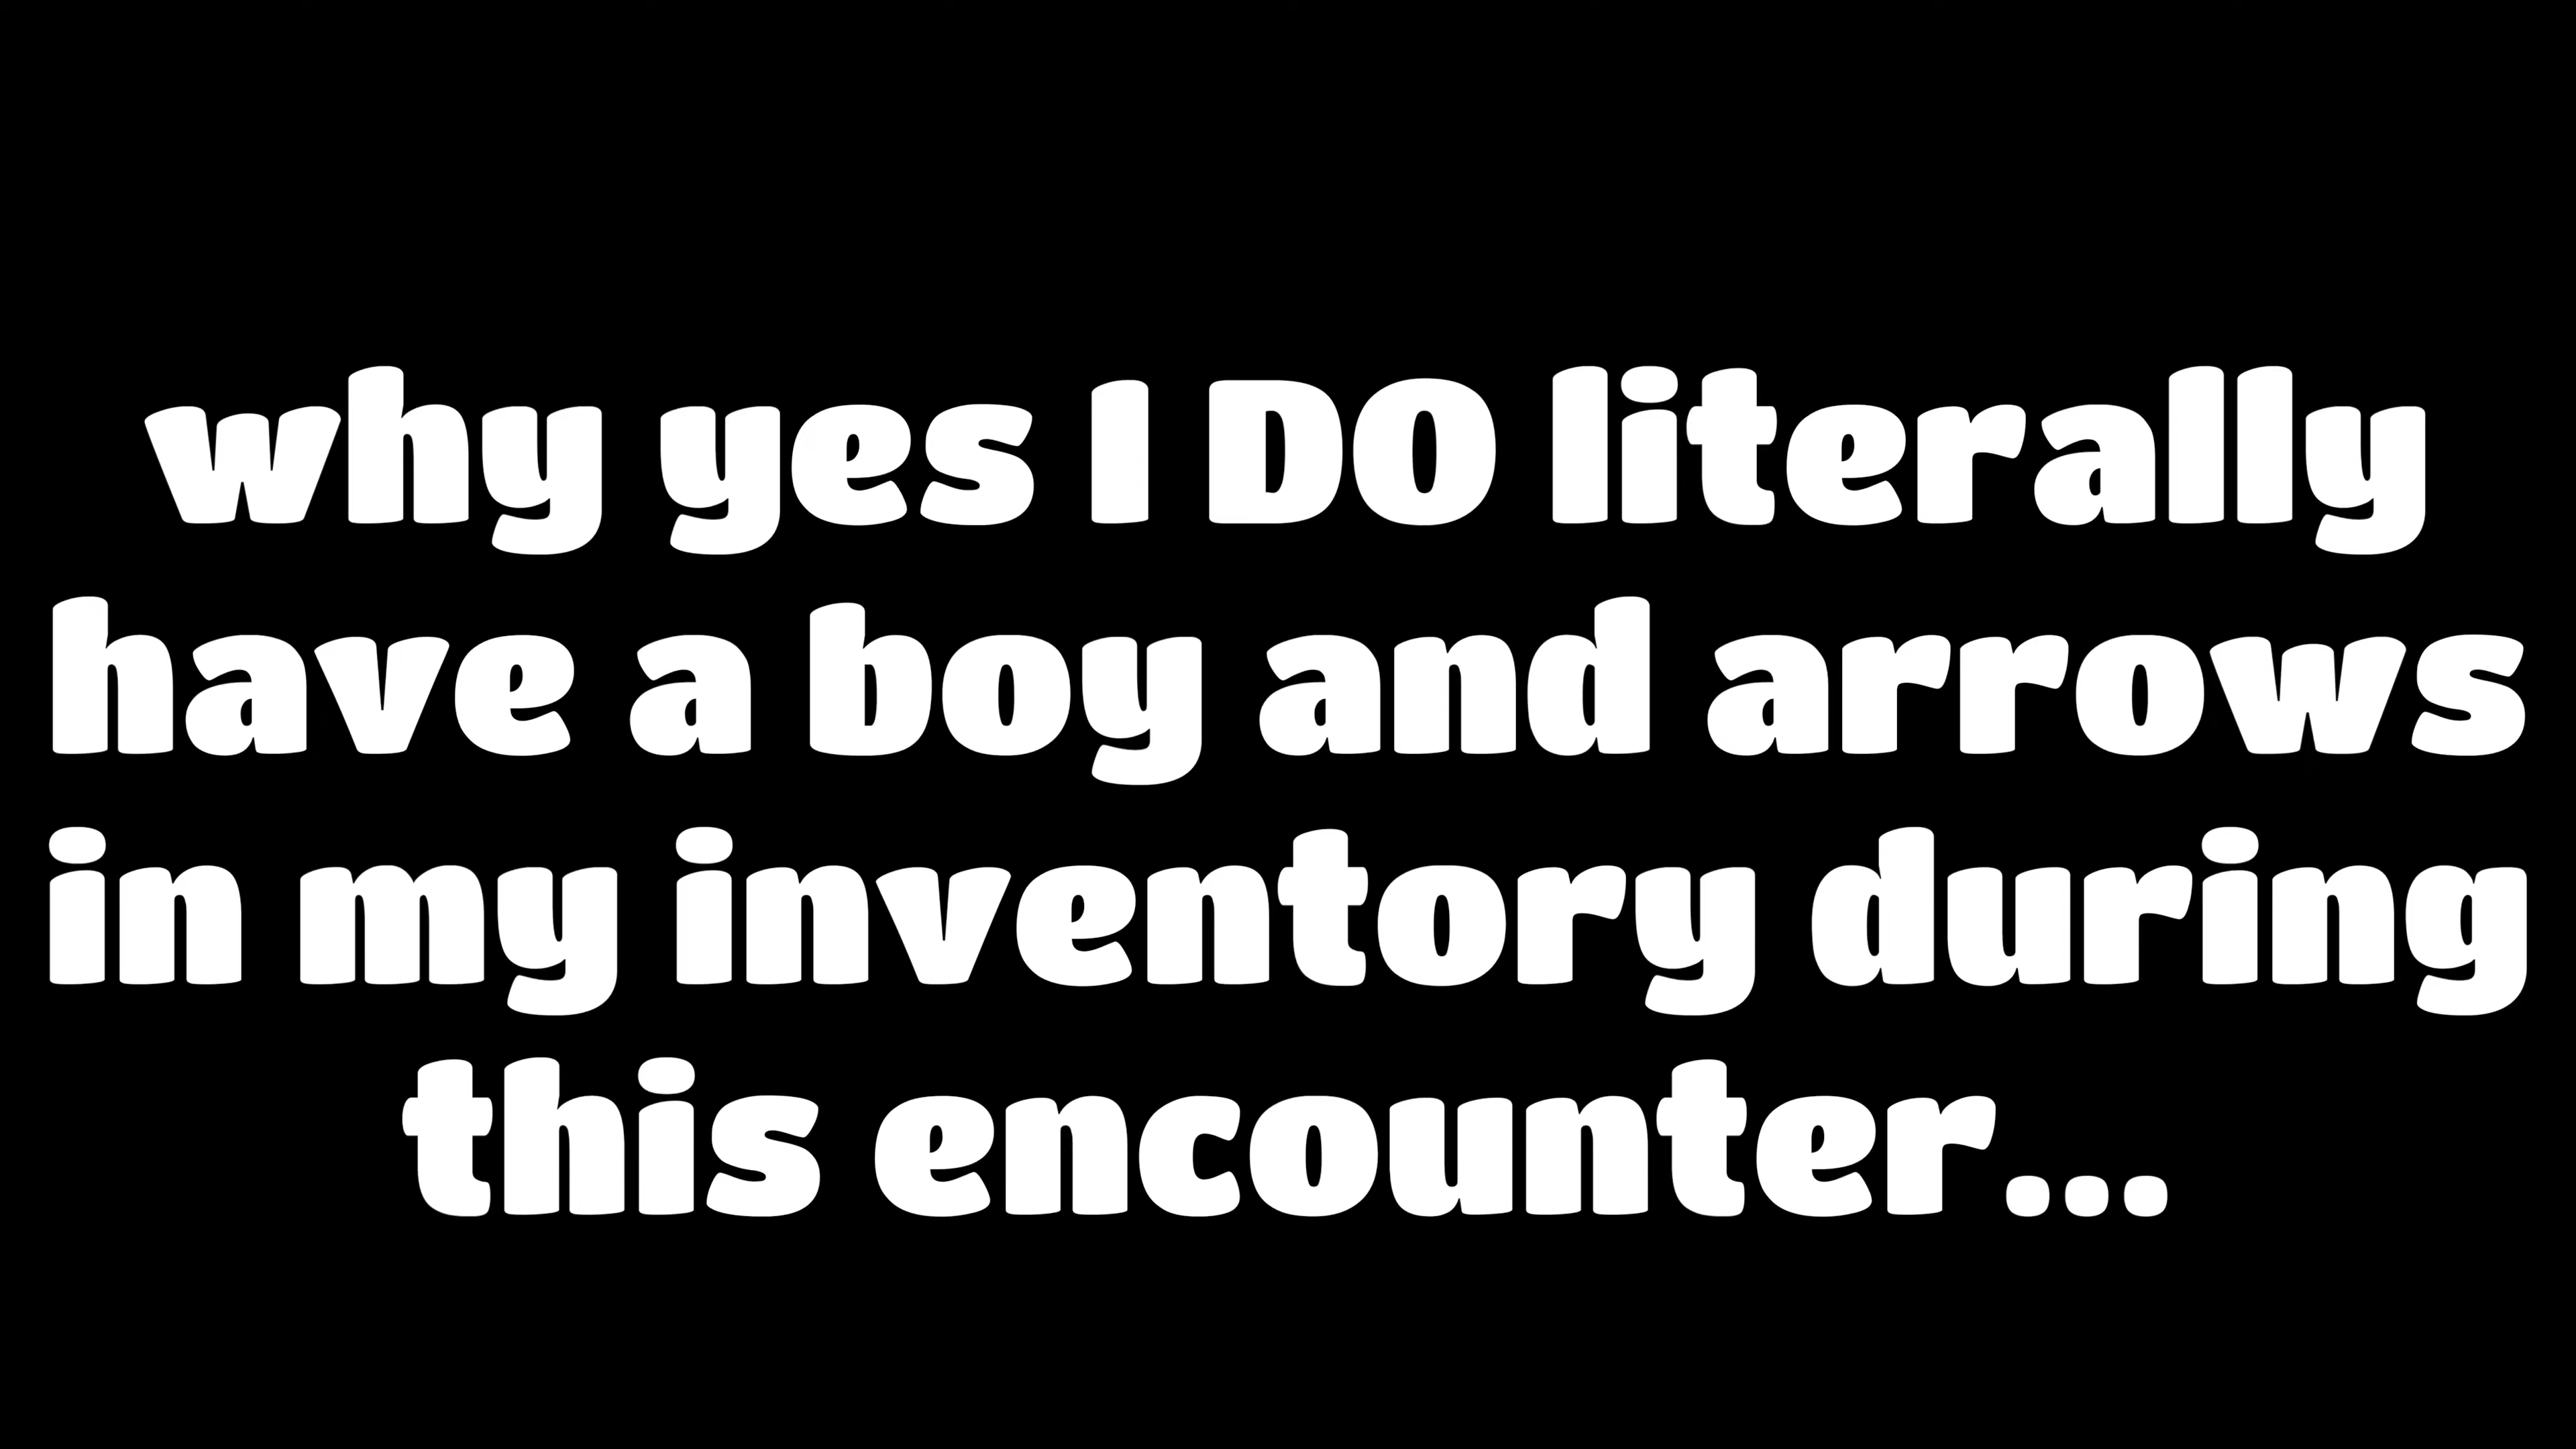 why yes I DO literally
have a boy and arrows
in my inventory during
this encounter...